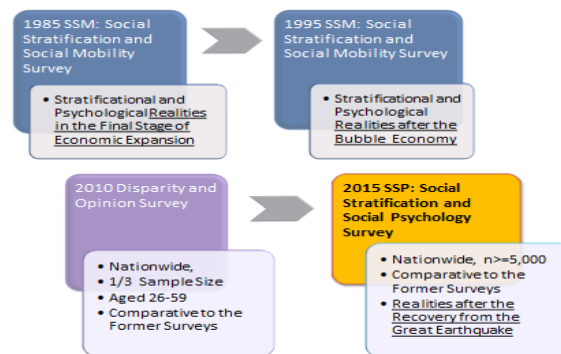 1985 SSM: Social
Stratification and
Social Mobility
Survey
• Stratificational and
Psychological Realities
in the Final Stage of
Economic Expansion
1995 SSM: Social
Stratification and
Social Mobility Survey
• Stratificational and
Psychological
Realities after the
Bubble Economy
2010 Disparity and
Opinion Survey
• Nationwide,
• 1/3 Sample Size
• Aged 26-59
• Comparative to the
Former Surveys
2015 SSP: Social
Stratification and
Social Psychology
Survey
• Nationwide, n>=5,000
• Comparative to the
Former Surveys
• Realities after the
Recovery from the
Great Earthquake